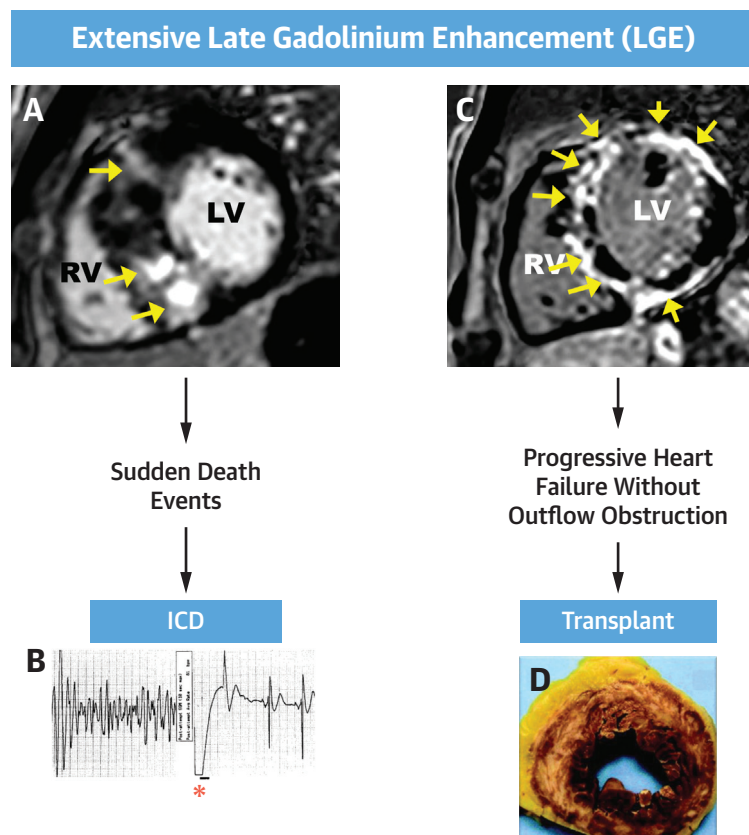 Extensive Late Gadolinium Enhancement (LGE)
A
LV
RV
C
LV
RV
Sudden Death
Events
Progressive Heart
Failure Without
Outflow Obstruction
ICD
Transplant
B
*
D